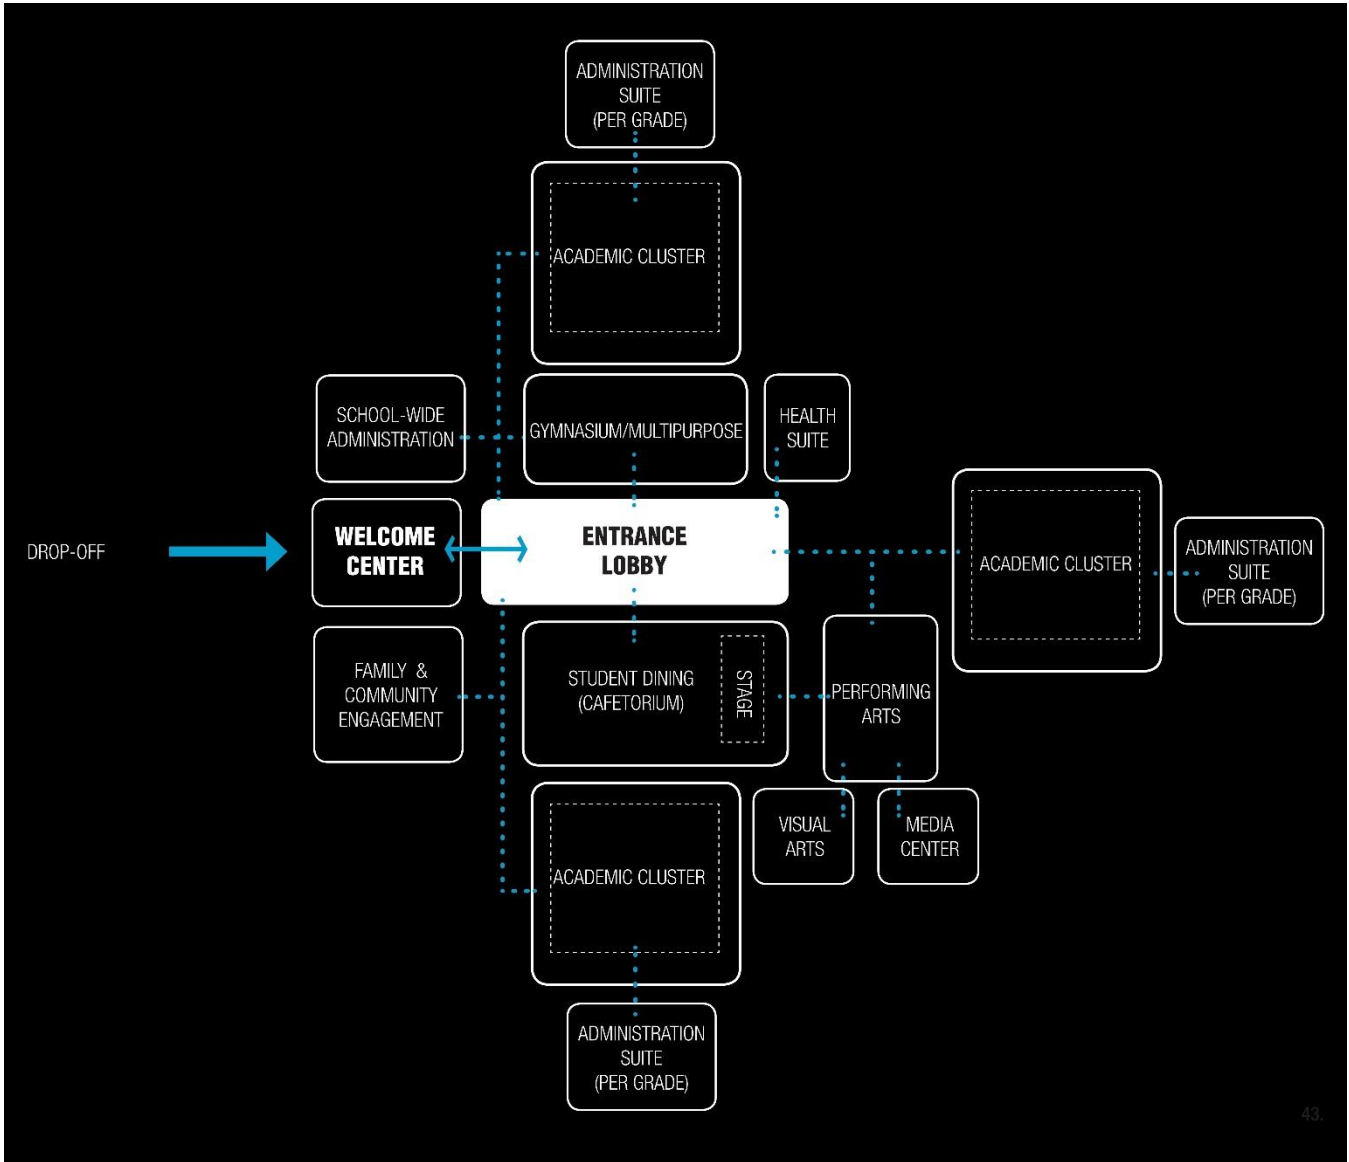 ADMINISTRATION
SUITE
(PER GRADE)
ACADEMIC CLUSTER
SCHOOL-WIDE
ADMINISTRATION
GYMNASIUM/MULTIPURPOSE
HEALTH
SUITE
DROP-OFF
WELCOME
CENTER
ENTRANCE
LOBBY
ACADEMIC CLUSTER
ADMINISTRATION
SUITE
(PER GRADE)
FAMILY &
COMMUNITY
ENGAGEMENT
STUDENT DINING
(CAFETORIUM)
STAGE
PERFORMING
ARTS
VISUAL
ARTS
MEDIA
CENTER
ACADEMIC CLUSTER
ADMINISTRATION
SUITE
(PER GRADE)
43.